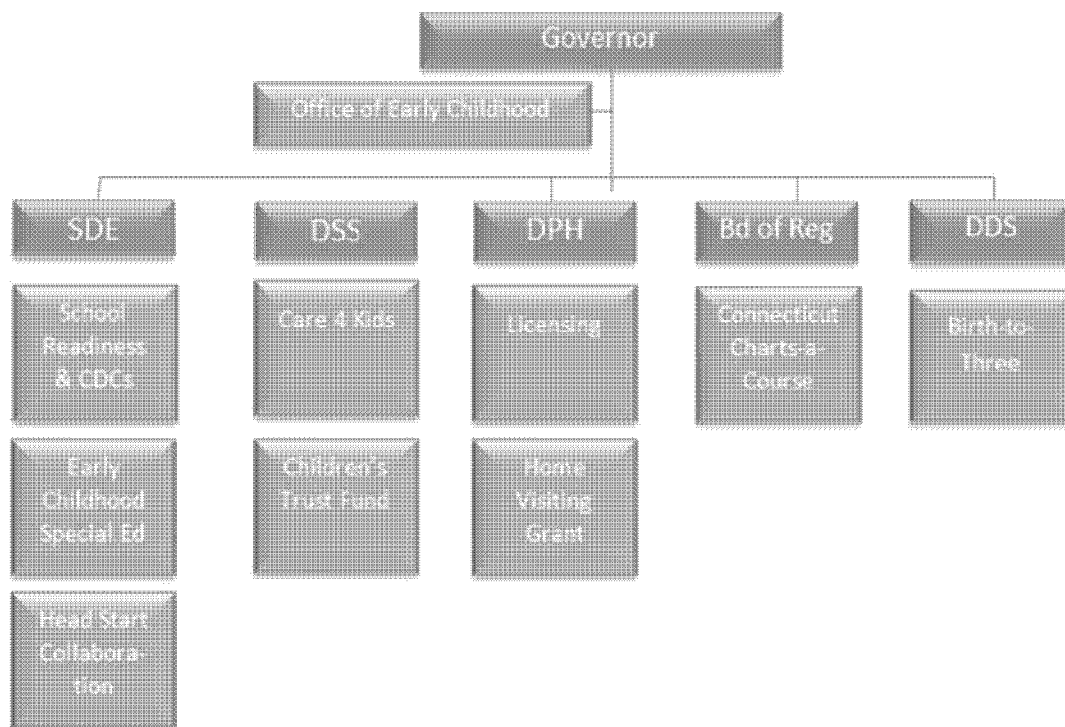 Governor
Office of Early Childhood
SDE
DSS
DPH
Bd of Reg
DDS
School
Readiness
& CDCs
Care 4 Kids
Licensing
Connecticut
Charts-a-
Course
Birth-to-
Three
Early
Childhood
Special Ed
Children's
Trust Fund
Home
Visiting
Grant
Head Start
Collabora-
tion